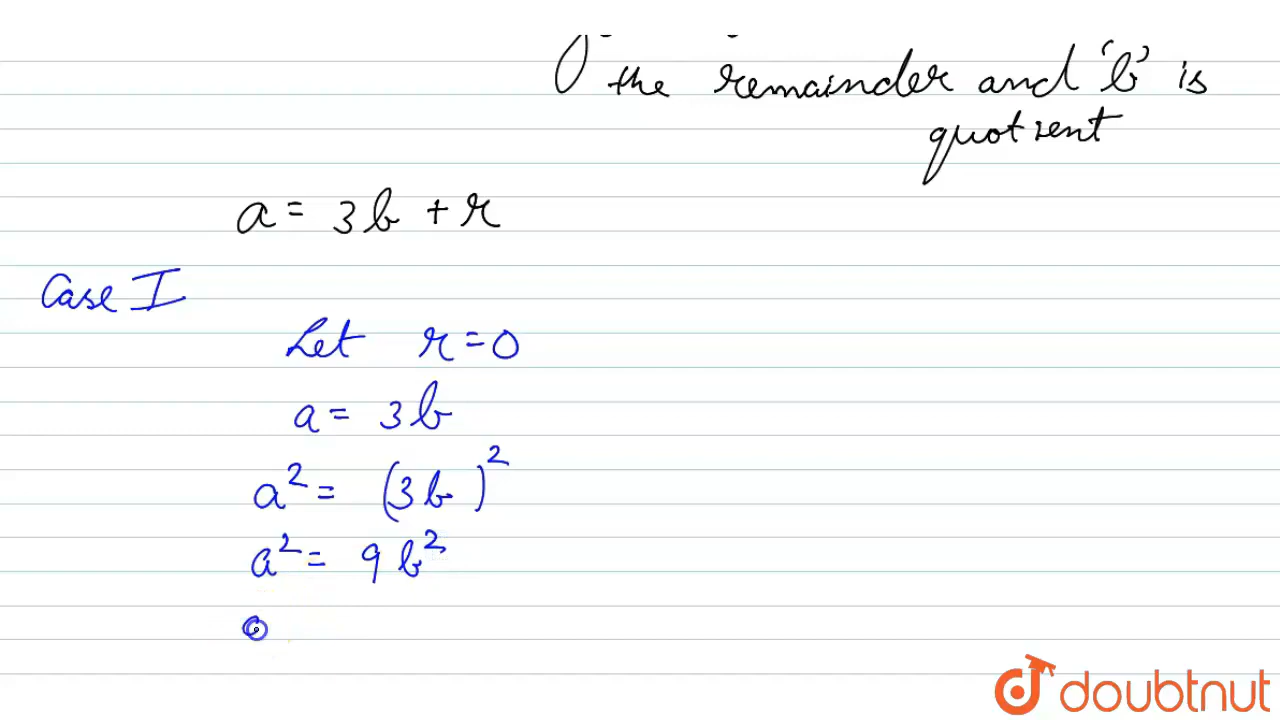 the remainder and 'b' is
quotient
a = 3b + r
Case I
Let r = 0
a = 3b
a² = (3b)²
a² = 9b²
doubtnut